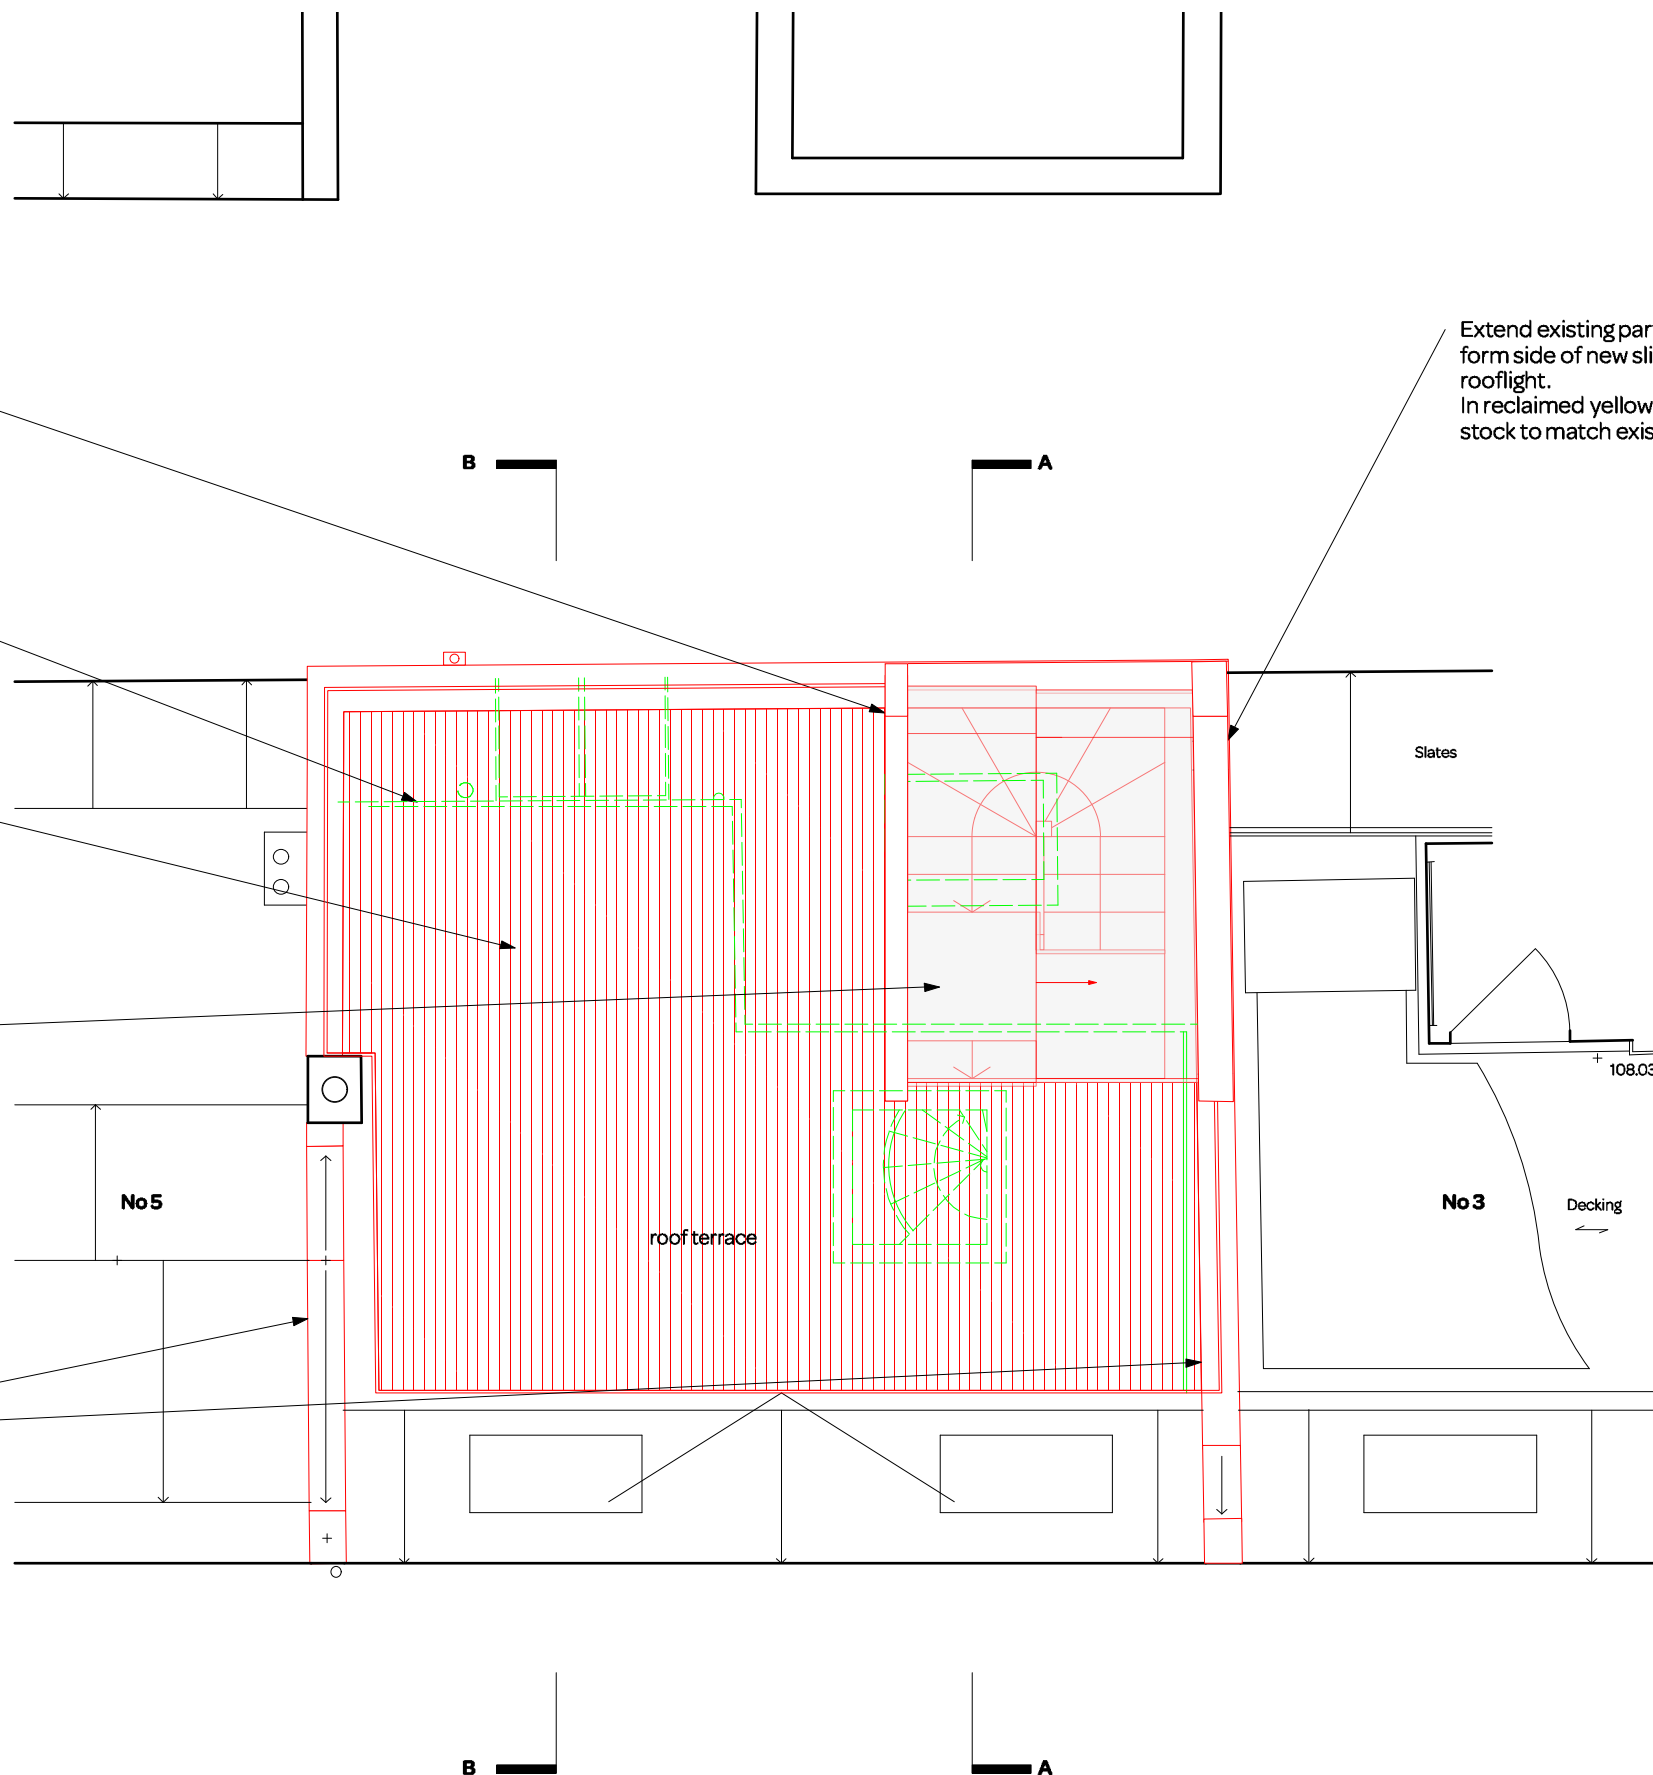 Extend existing par
form side of new sli
rooflight.
In reclaimed yellow
stock to match exis
B
A
Slates
108.03
No 5
No 3
Decking
roof terrace
B
A